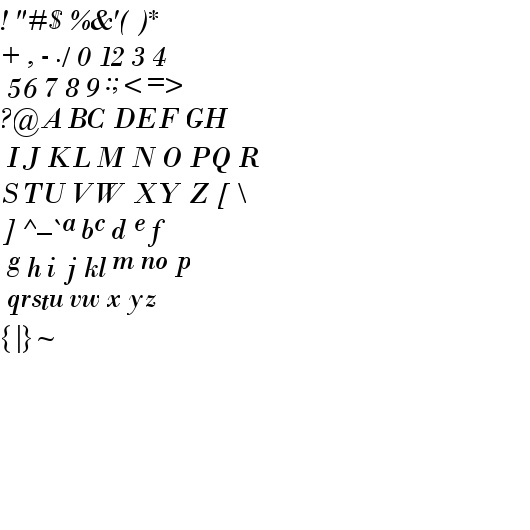 ! "#$ %&'( )*
+ , - ./ 0 12 3 4
56 7 8 9 :; < =>
?@A BC DEF GH
I J KL M N O PQ R
STU VW XY Z [ \
] ^_`a bc d e f
g h i j kl m no p
qrstu vw x yz
{|} ~